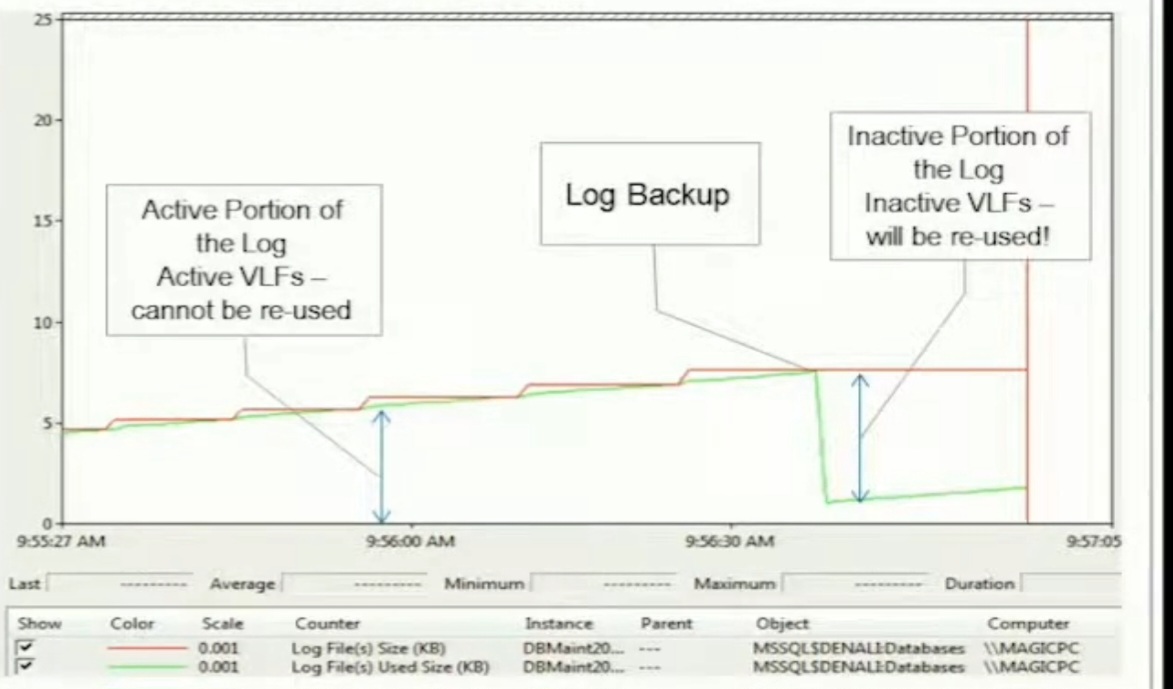 25
20
15
10
5
0
Active Portion of
the Log
Active VLFs –
cannot be re-used
Log Backup
Inactive Portion of
the Log
Inactive VLFs –
will be re-used!
9:55:27 AM 9:56:00 AM 9:56:30 AM 9:57:05
Last --------- Average --------- Minimum --------- Maximum --------- Duration
Show Color Scale Counter Instance Parent Object Computer
0.001 Log File(s) Size (KB) DBMaint20... --- MSSQL$DENALI:Databases \\MAGICPC
0.001 Log File(s) Used Size (KB) DBMaint20... --- MSSQL$DENALI:Databases \\MAGICPC